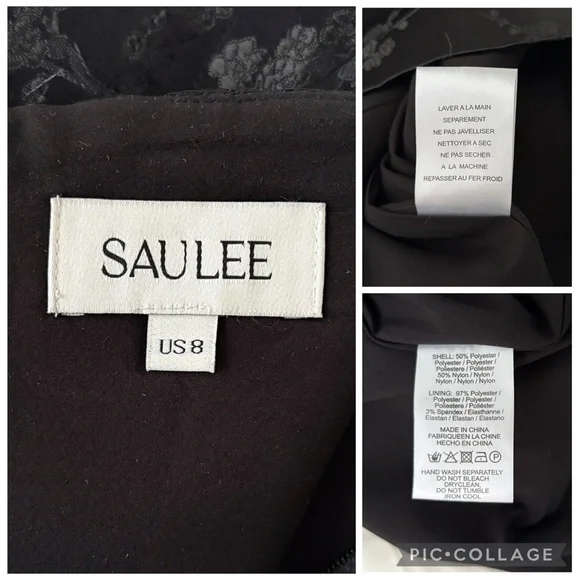 SAULEE
US 8
LAVER A LA MAIN
SEPAREMENT
NE PAS JAVELLISER
NETTOYER A SEC
NE PAS SECHER
A LA MACHINE
REPASSER AU FER FROID
SHELL: 50% Polyester /
Polyester / Polyester /
Poliestere / Poliéster
50% Nylon / Nylon /
Nylon / Nylon / Nylon
LINING: 97% Polyester /
Polyester / Polyester /
Poliestere / Poliéster
3% Spandex / Elasthanne /
Elastan / Elastan / Elastano
MADE IN CHINA
FABRIQUEEN LA CHINE
HECHO EN CHINA
HAND WASH SEPARATELY
DO NOT BLEACH
DRYCLEAN,
DO NOT TUMBLE
IRON COOL
PIC•COLLAGE